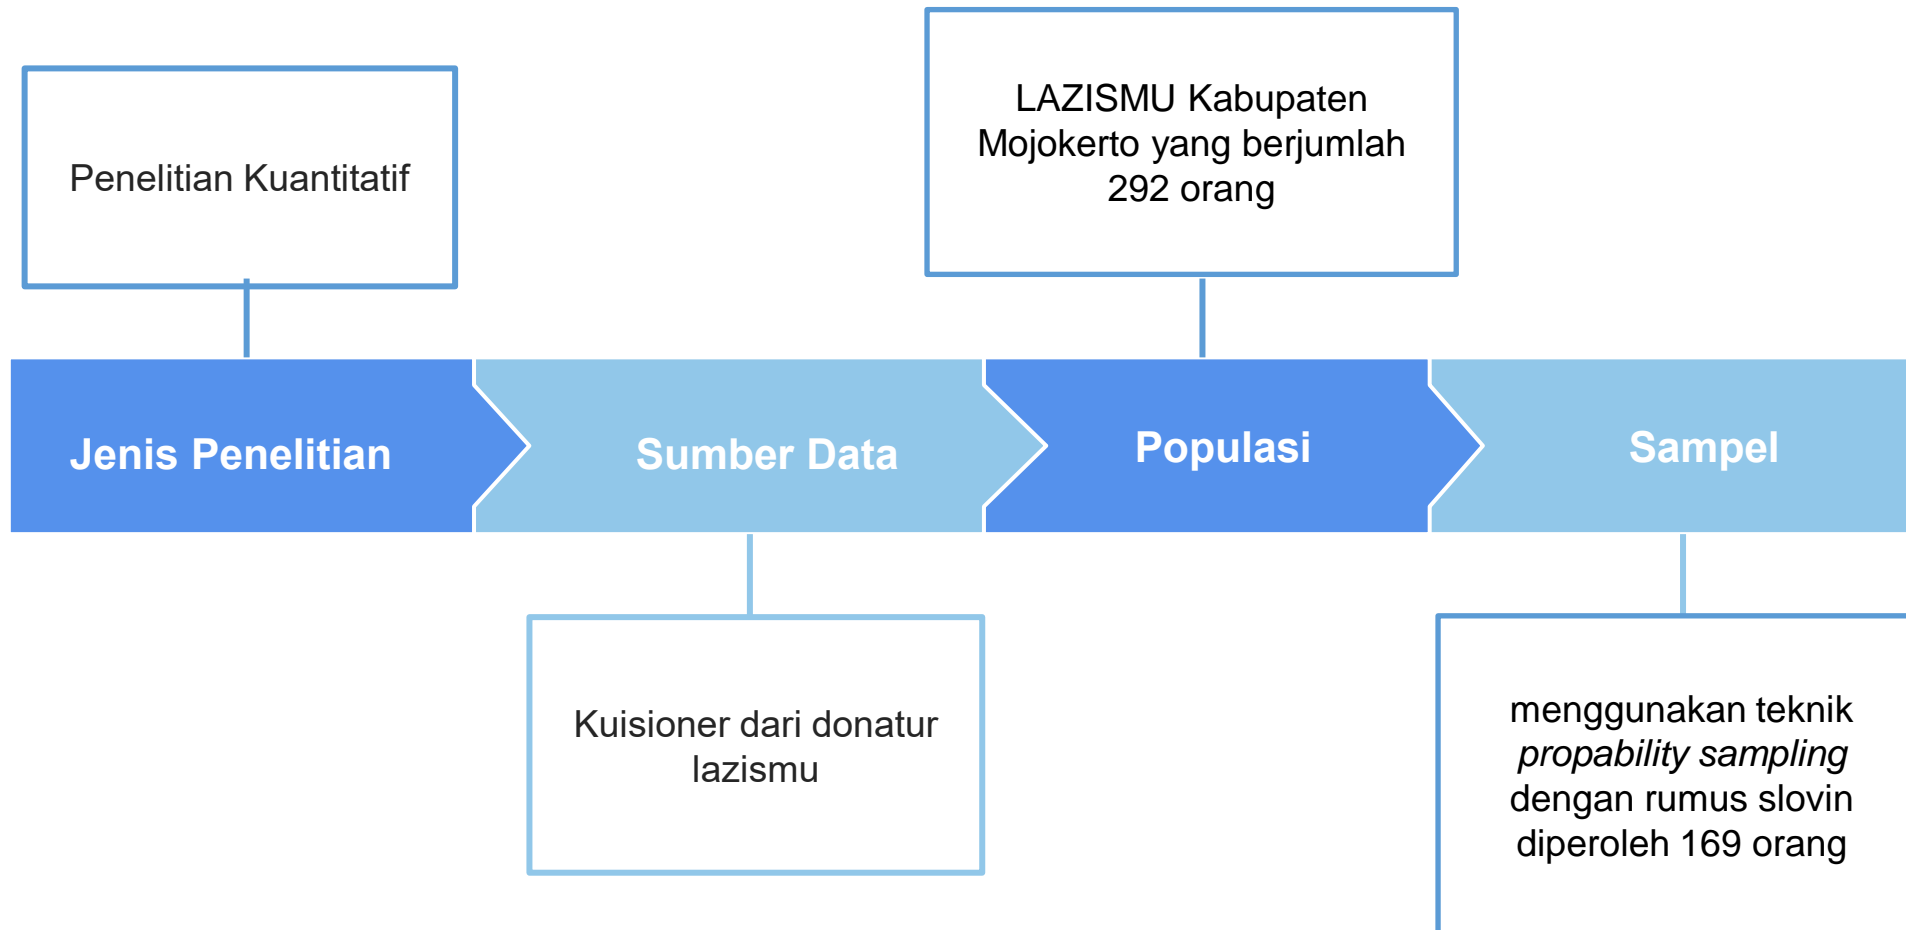 Penelitian Kuantitatif
LAZISMU Kabupaten
Mojokerto yang berjumlah
292 orang
Jenis Penelitian
Sumber Data
Populasi
Sampel
Kuisioner dari donatur
lazismu
menggunakan teknik
propability sampling
dengan rumus slovin
diperoleh 169 orang